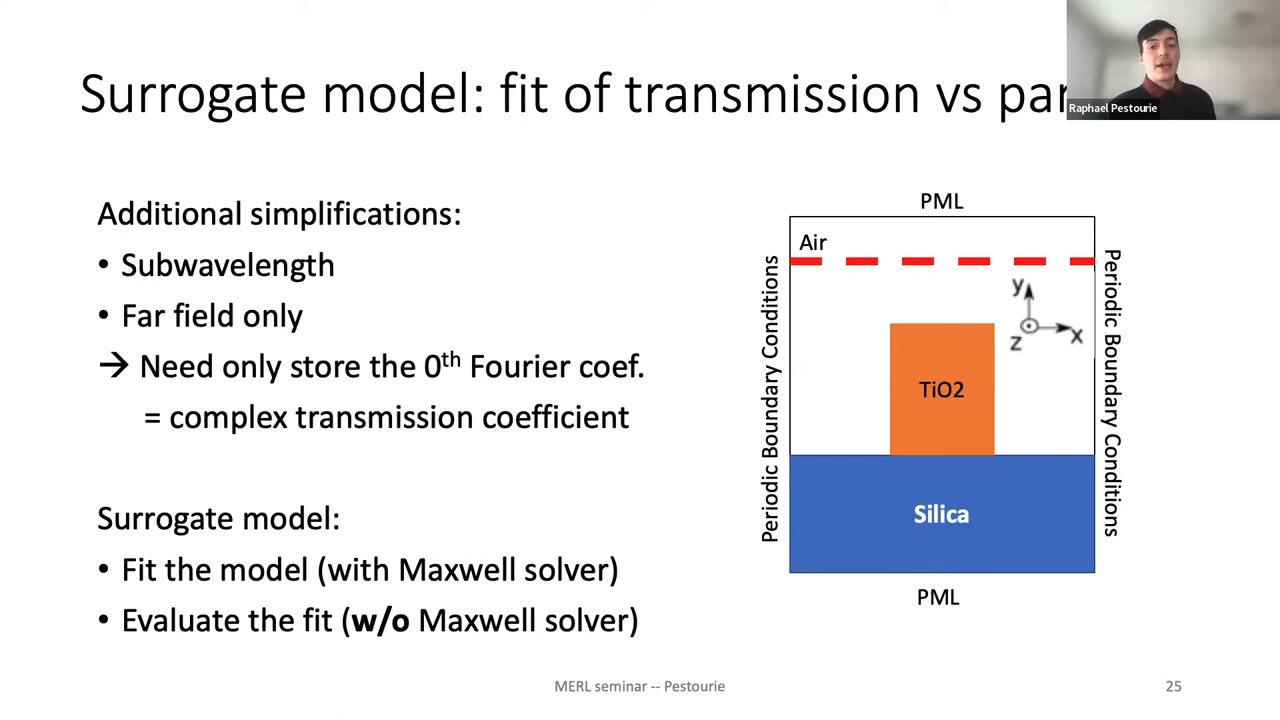 Surrogate model: fit of transmission vs
Raphael Pestourie
Additional simplifications:
• Subwavelength
• Far field only
→ Need only store the 0th Fourier coef.
= complex transmission coefficient
Surrogate model:
• Fit the model (with Maxwell solver)
• Evaluate the fit (w/o Maxwell solver)
PML
Air
Periodic Boundary Conditions
y
x
z
TiO2
Periodic Boundary Conditions
Silica
PML
MERL seminar -- Pestourie
25